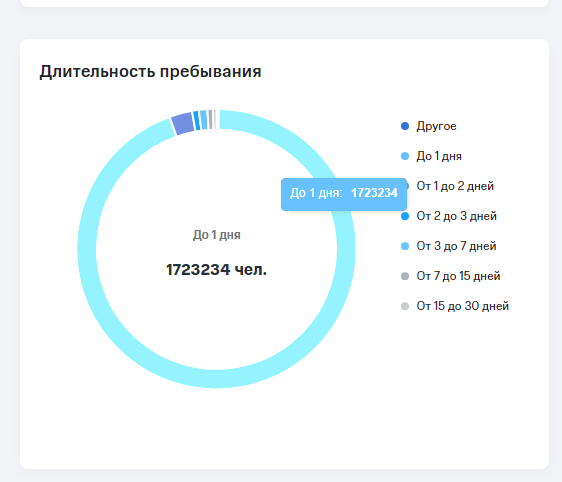 Длительность пребывания
До 1 дня
1723234 чел.
До 1 дня: 1723234
Другое
До 1 дня
От 1 до 2 дней
От 2 до 3 дней
От 3 до 7 дней
От 7 до 15 дней
От 15 до 30 дней